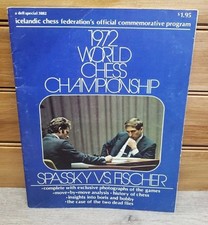 a dell special 3882
$1.95
icelandic chess federation's official commemorative program
1972
WORLD
CHESS
CHAMPIONSHIP
SPASSKY VS. FISCHER
•complete with exclusive photographs of the games
•move-by-move analysis •history of chess
•insights into boris and bobby
•the case of the two dead flies